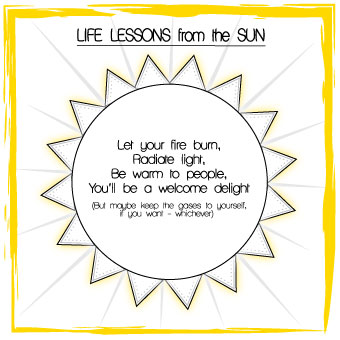 LIFE LESSONS from the SUN
Let your fire burn,
Radiate light,
Be warm to people,
You'll be a welcome delight
(But maybe keep the gases to yourself,
if you want - whichever)